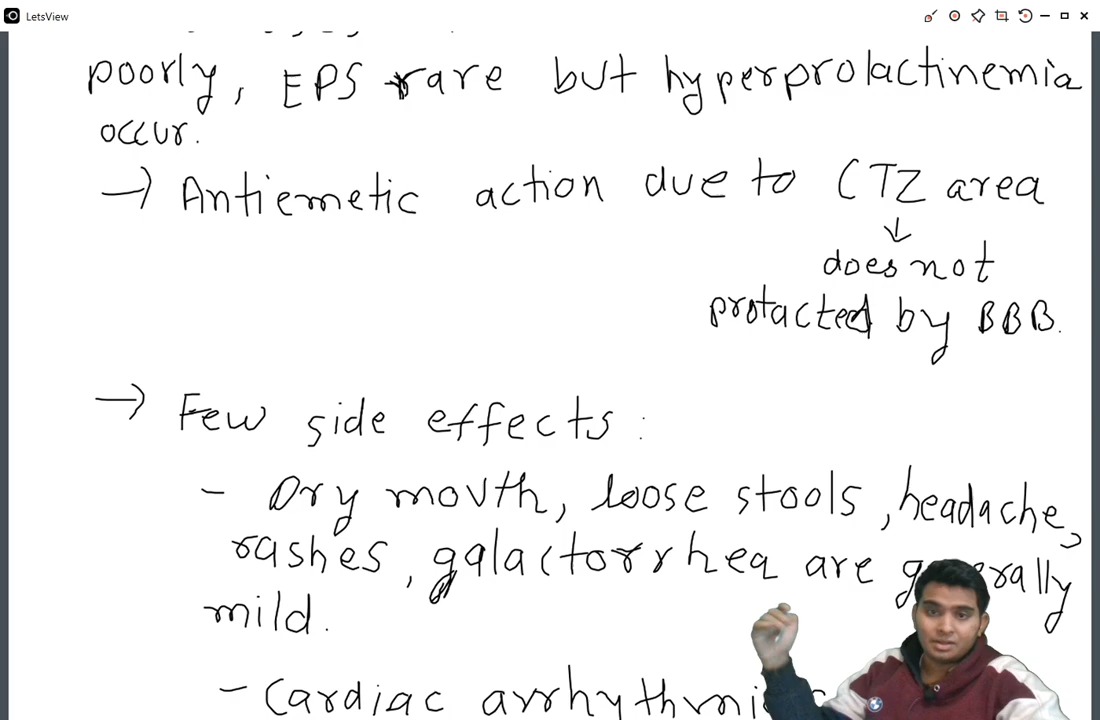 LetsView
poorly, EPS rare but hyperprolactinemia
occur.
→ Antiemetic action due to CTZ area
↓
does not
protacted by BBB.
→ Few side effects :
- Dry mouth, loose stools, headache,
rashes, galactorrhea are generally
mild.
- Cardiac arrhythmi